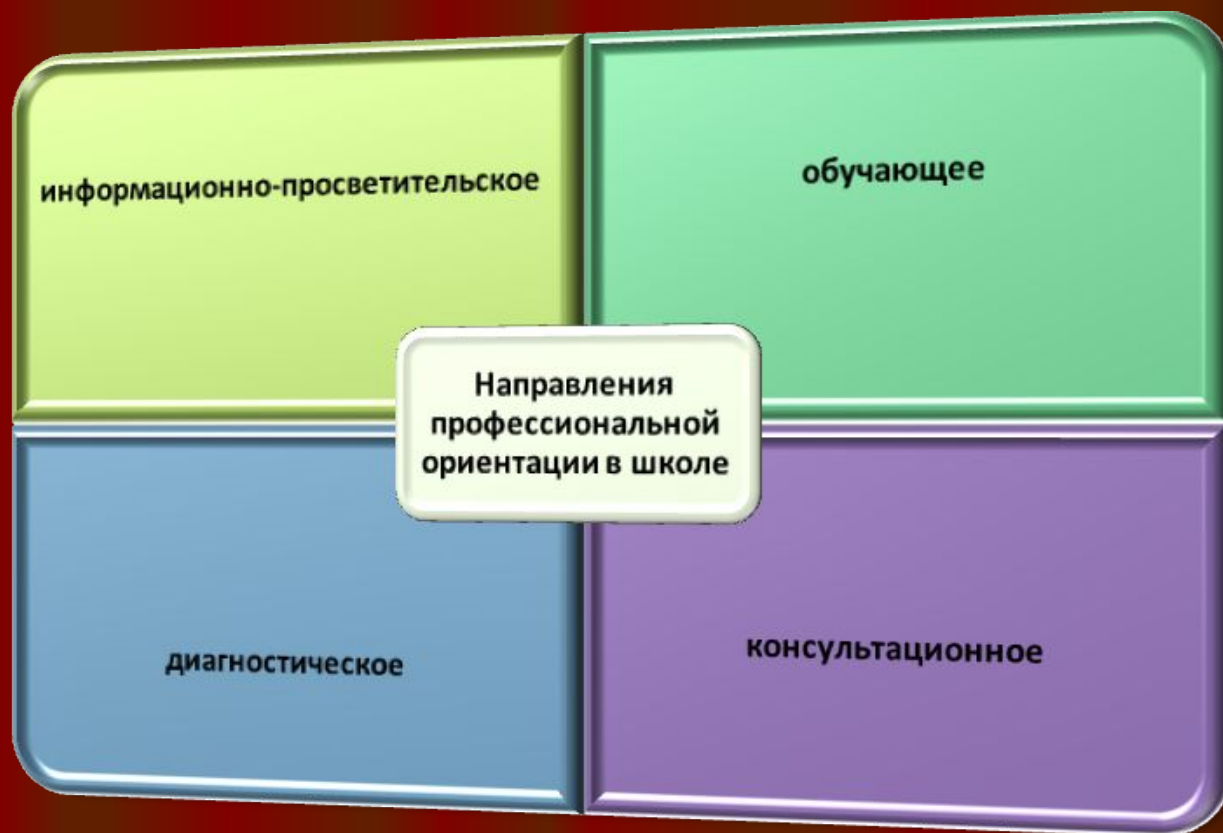 информационно-просветительское
обучающее
Направления
профессиональной
ориентации в школе
диагностическое
консультационное